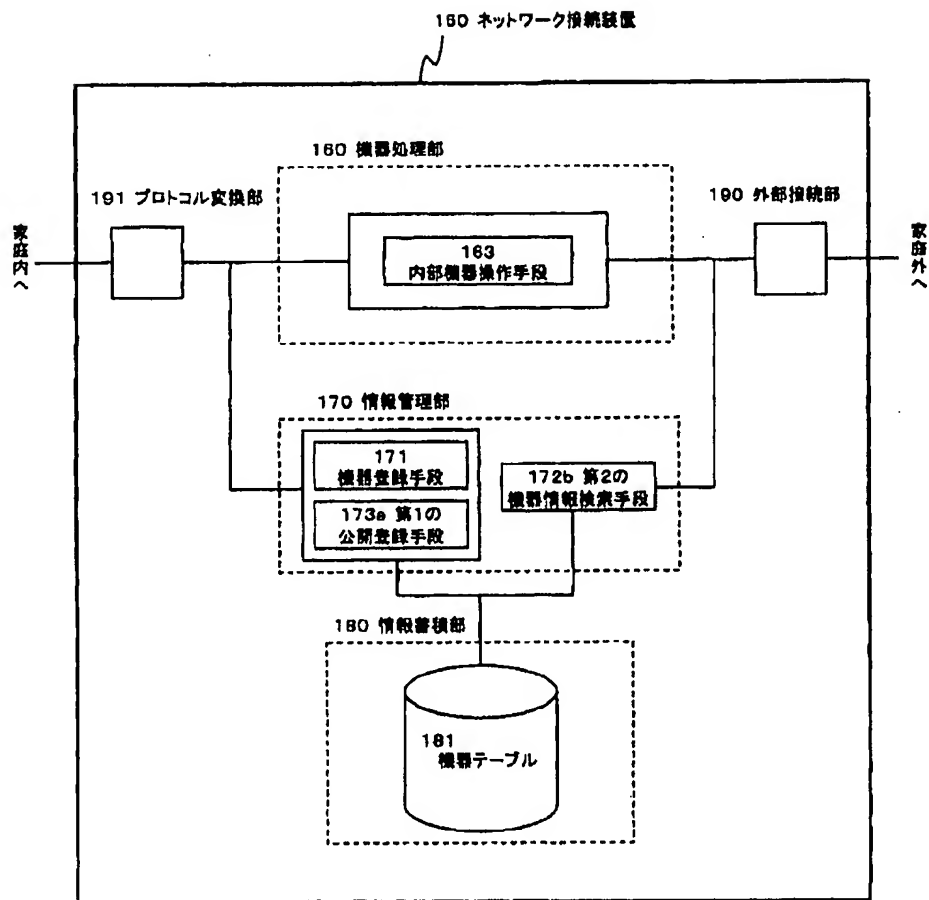 160 ネットワーク接続装置
160 機器処理部
191 プロトコル変換部
190 外部接続部
家庭内へ
163
内部機器操作手段
家庭外へ
170 情報管理部
171
機器登録手段
172b 第2の
機器情報検索手段
173a 第1の
公開登録手段
180 情報蓄積部
181
機器テーブル